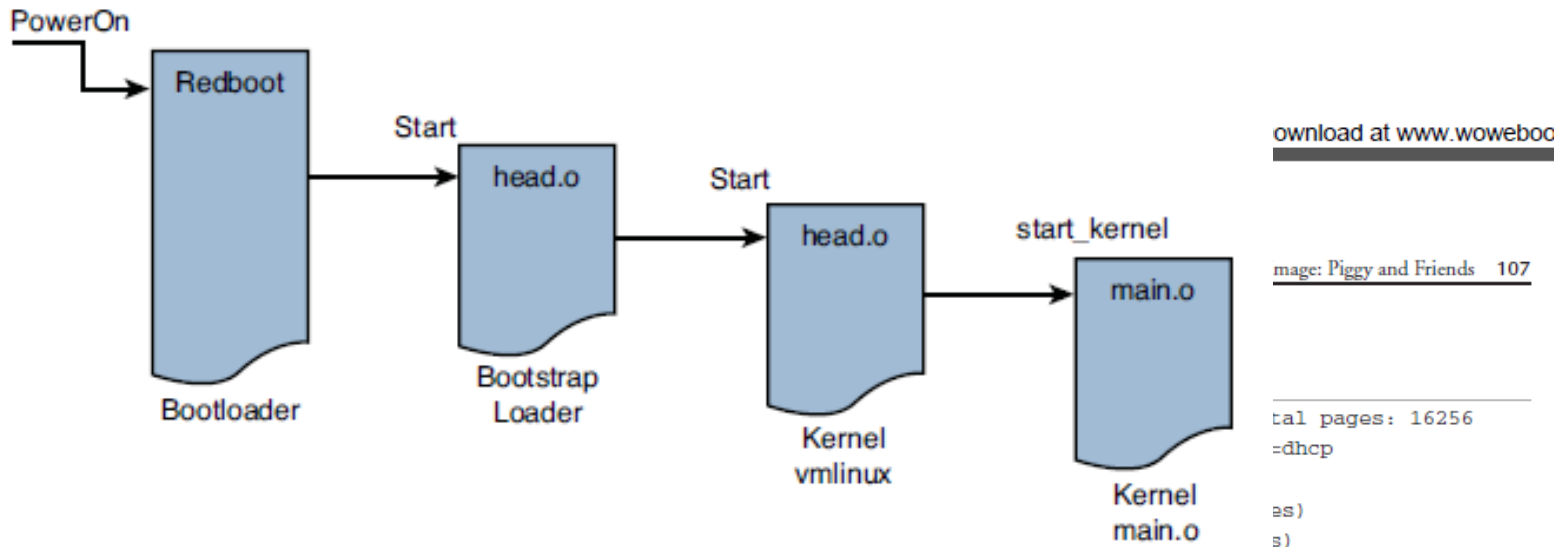 PowerOn
Redboot
Start
head.o
Start
head.o
start_kernel
main.o
Bootloader
Bootstrap
Loader
Kernel
vmlinux
Kernel
main.o
ownload at www.woweboo
mage: Piggy and Friends 107
tal pages: 16256
=dhcp
es)
s)